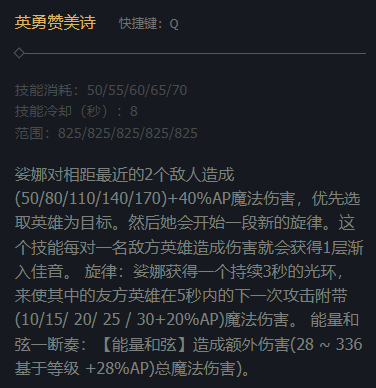 英勇赞美诗 快捷键：Q
技能消耗：50/55/60/65/70
技能冷却（秒）：8
范围：825/825/825/825/825
娑娜对相距最近的2个敌人造成
(50/80/110/140/170)+40%AP魔法伤害，优先选
取英雄为目标。然后她会开始一段新的旋律。这
个技能每对一名敌方英雄造成伤害就会获得1层渐
入佳音。 旋律：娑娜获得一个持续3秒的光环，
来使其中的友方英雄在5秒内的下一次攻击附带
(10/15/ 20/ 25 / 30+20%AP)魔法伤害。 能量和
弦一断奏：【能量和弦】造成额外伤害(28 ~ 336
基于等级 +28%AP)总魔法伤害)。